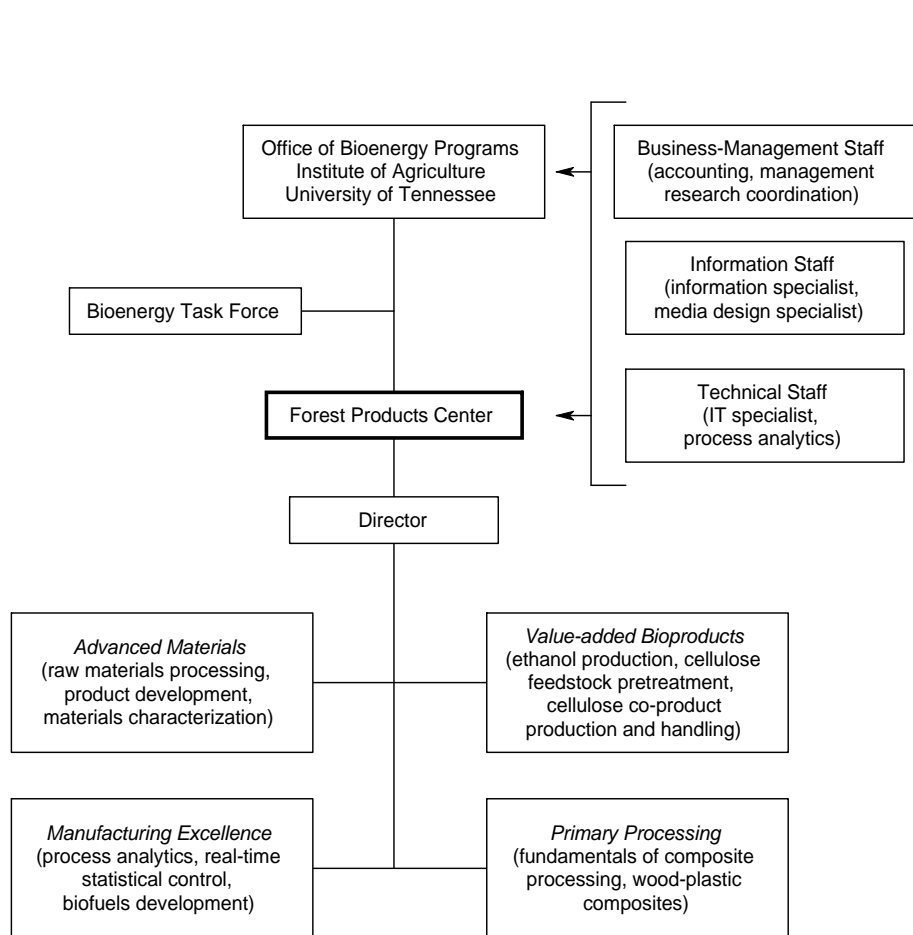 Office of Bioenergy Programs
Institute of Agriculture
University of Tennessee
Business-Management Staff
(accounting, management
research coordination)
Information Staff
(information specialist,
media design specialist)
Bioenergy Task Force
Technical Staff
(IT specialist,
process analytics)
Forest Products Center
Director
Advanced Materials
(raw materials processing,
product development,
materials characterization)
Value-added Bioproducts
(ethanol production, cellulose
feedstock pretreatment,
cellulose co-product
production and handling)
Manufacturing Excellence
(process analytics, real-time
statistical control,
biofuels development)
Primary Processing
(fundamentals of composite
processing, wood-plastic
composites)